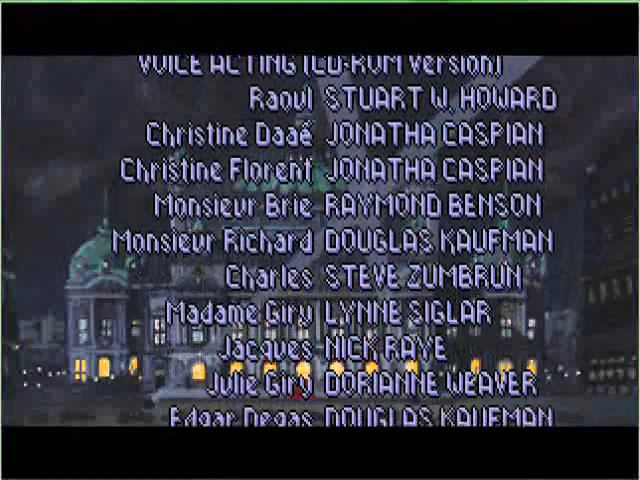 VOICE ACTING (CD-ROM version)
Raoul STUART W. HOWARD
Christine Daaé JONATHA CASPIAN
Christine Florent JONATHA CASPIAN
Monsieur Brie RAYMOND BENSON
Monsieur Richard DOUGLAS KAUFMAN
Charles STEVE ZUMBRUN
Madame Giry LYNNE SIGLAR
Jacques NICK RAYE
Julie Giry DORIANNE WEAVER
Edgar Degas DOUGLAS KAUFMAN